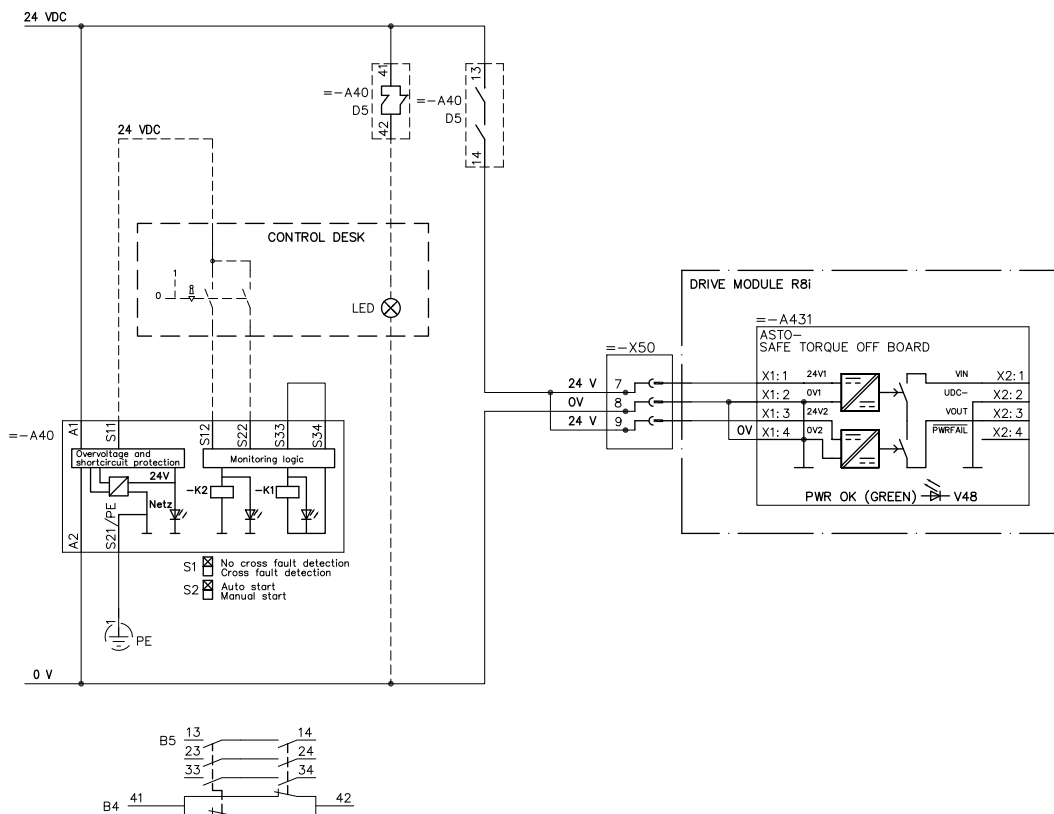 24 VDC
41
13
=-A40
D5
=-A40
D5
42
14
24 VDC
CONTROL DESK
1
0
LED
DRIVE MODULE R8i
=-A431
ASTO-
SAFE TORQUE OFF BOARD
=-X50
24 V 7
0V 8
24 V 9
X1:1 24V1 VIN X2:1
X1:2 0V1 UDC- X2:2
X1:3 24V2 VOUT X2:3
0V X1:4 0V2 PWRFAIL X2:4
PWR OK (GREEN) V48
=-A40
A1
S11
S12
S22
S33
S34
Overvoltage and
shortcircuit protection
Monitoring logic
24V
Netz
-K2
-K1
A2
S21/PE
S1 No cross fault detection
Cross fault detection
S2 Auto start
Manual start
1
PE
0 V
B5 13 14
23 24
33 34
B4 41 42